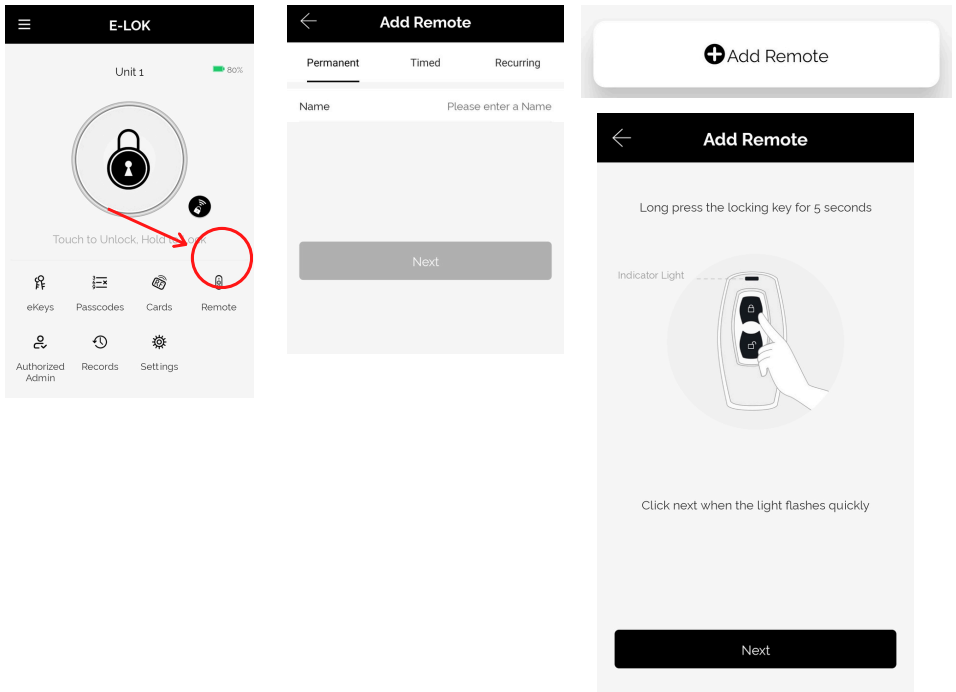 E-LOK
Unit 1
80%
Touch to Unlock, Hold to Lock
eKeys
Passcodes
Cards
Remote
Authorized
Admin
Records
Settings
Add Remote
Permanent
Timed
Recurring
Name
Please enter a Name
Next
Add Remote
Add Remote
Long press the locking key for 5 seconds
Indicator Light
Click next when the light flashes quickly
Next